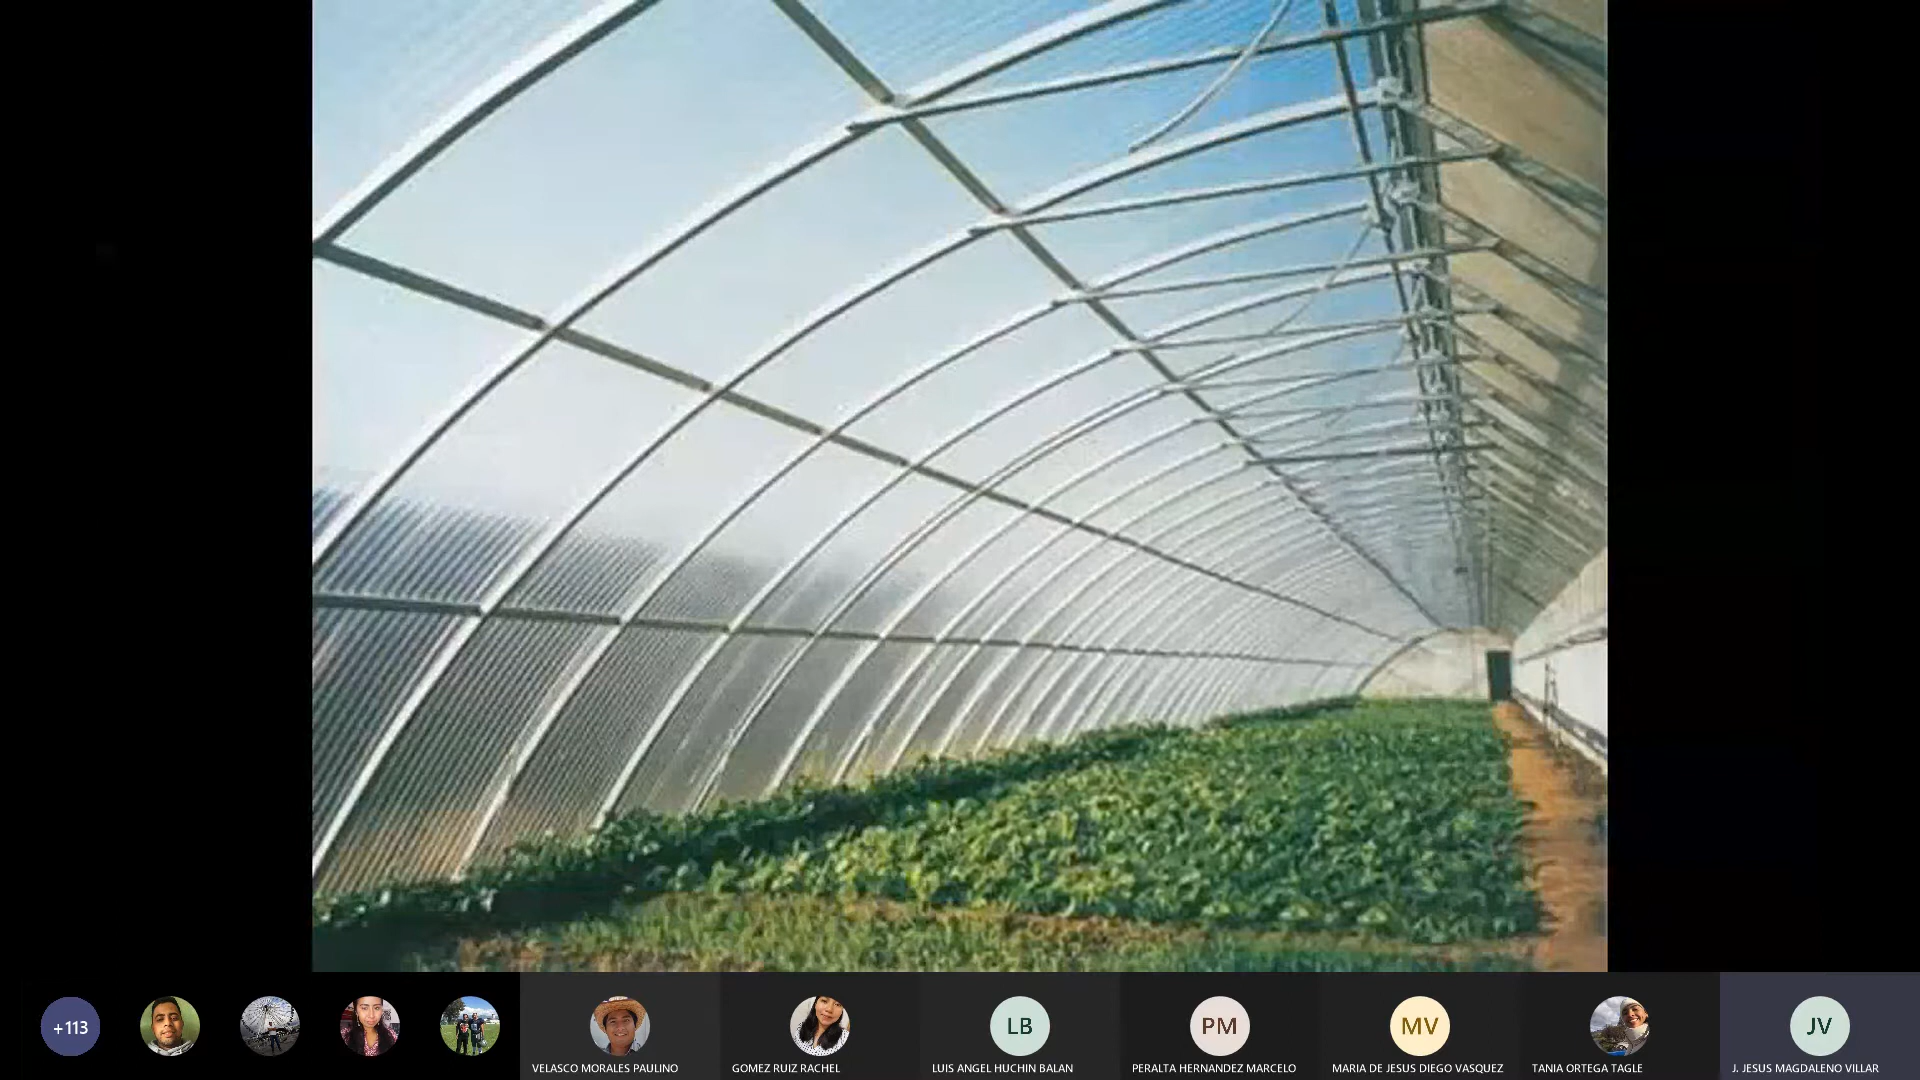 +113
LB
PM
MV
JV
VELASCO MORALES PAULINO
GOMEZ RUIZ RACHEL
LUIS ANGEL HUCHIN BALAN
PERALTA HERNANDEZ MARCELO
MARIA DE JESUS DIEGO VASQUEZ
TANIA ORTEGA TAGLE
J. JESUS MAGDALENO VILLAR